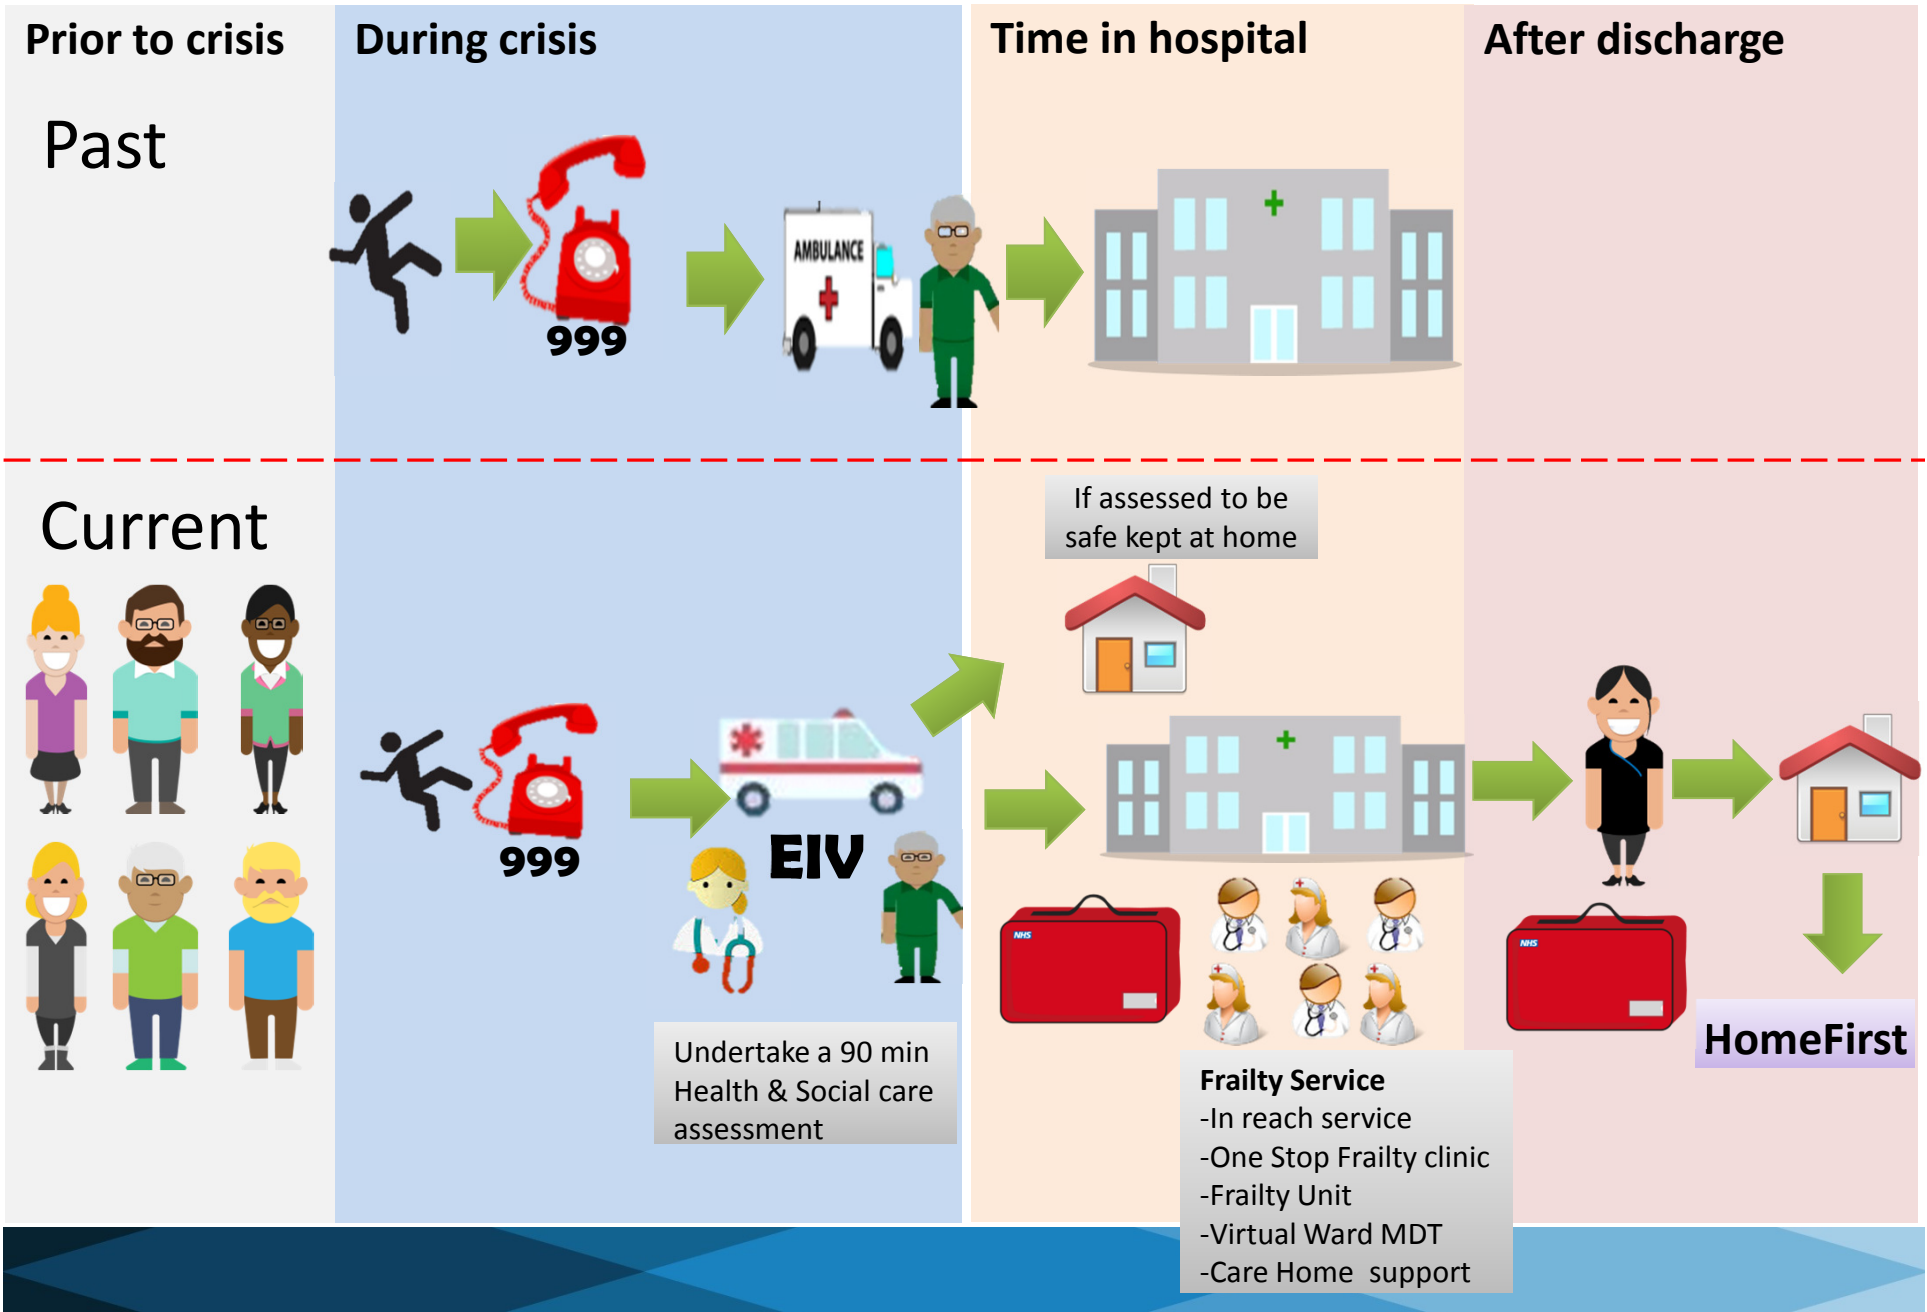 Prior to crisis
During crisis
Time in hospital
After discharge
Past
AMBULANCE
999
Current
If assessed to be
safe kept at home
999
EIV
NHS
NHS
HomeFirst
Undertake a 90 min
Health & Social care
assessment
Frailty Service
-In reach service
-One Stop Frailty clinic
-Frailty Unit
-Virtual Ward MDT
-Care Home support